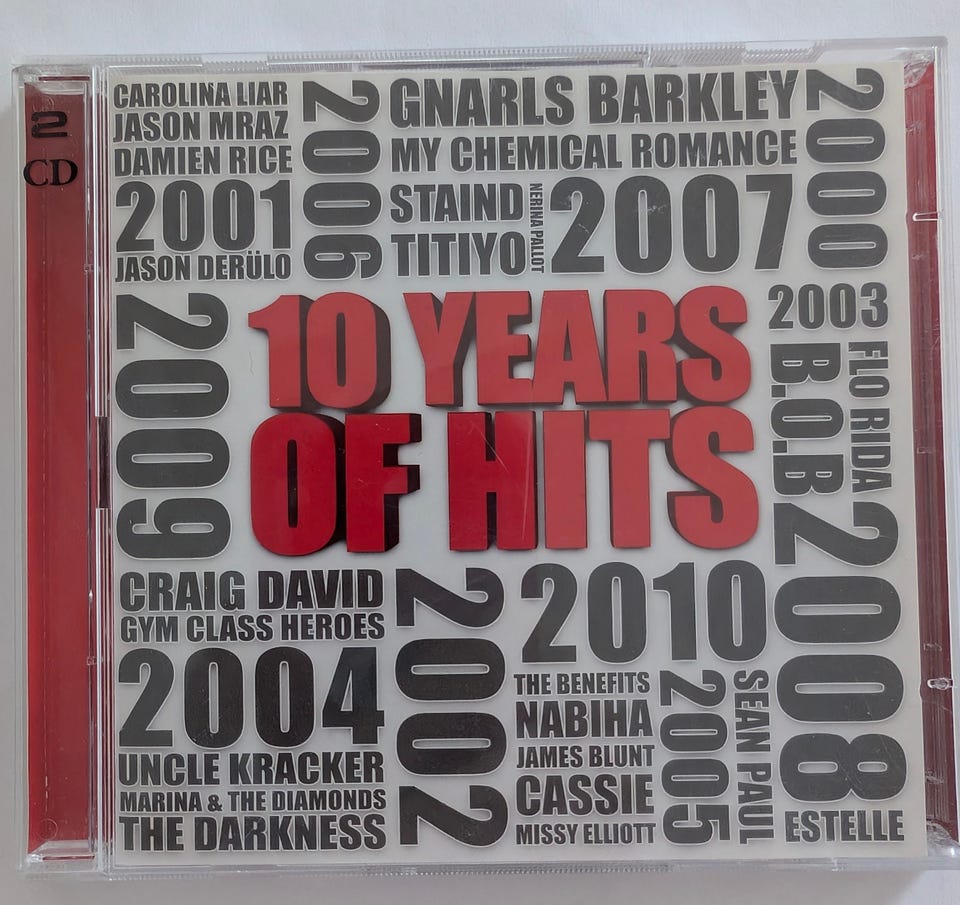 2
CD
CAROLINA LIAR
JASON MRAZ
DAMIEN RICE
2001
JASON DERÜLO
2006
GNARLS BARKLEY
MY CHEMICAL ROMANCE
STAIND
TITIYO
NERINA PALLOT
2007
2000
2009
10 YEARS
OF HITS
2003
B.O.B
FLO RIDA
2008
CRAIG DAVID
GYM CLASS HEROES
2004
UNCLE KRACKER
MARINA & THE DIAMONDS
THE DARKNESS
2002
2010
THE BENEFITS
NABIHA
JAMES BLUNT
CASSIE
MISSY ELLIOTT
2005
SEAN PAUL
ESTELLE